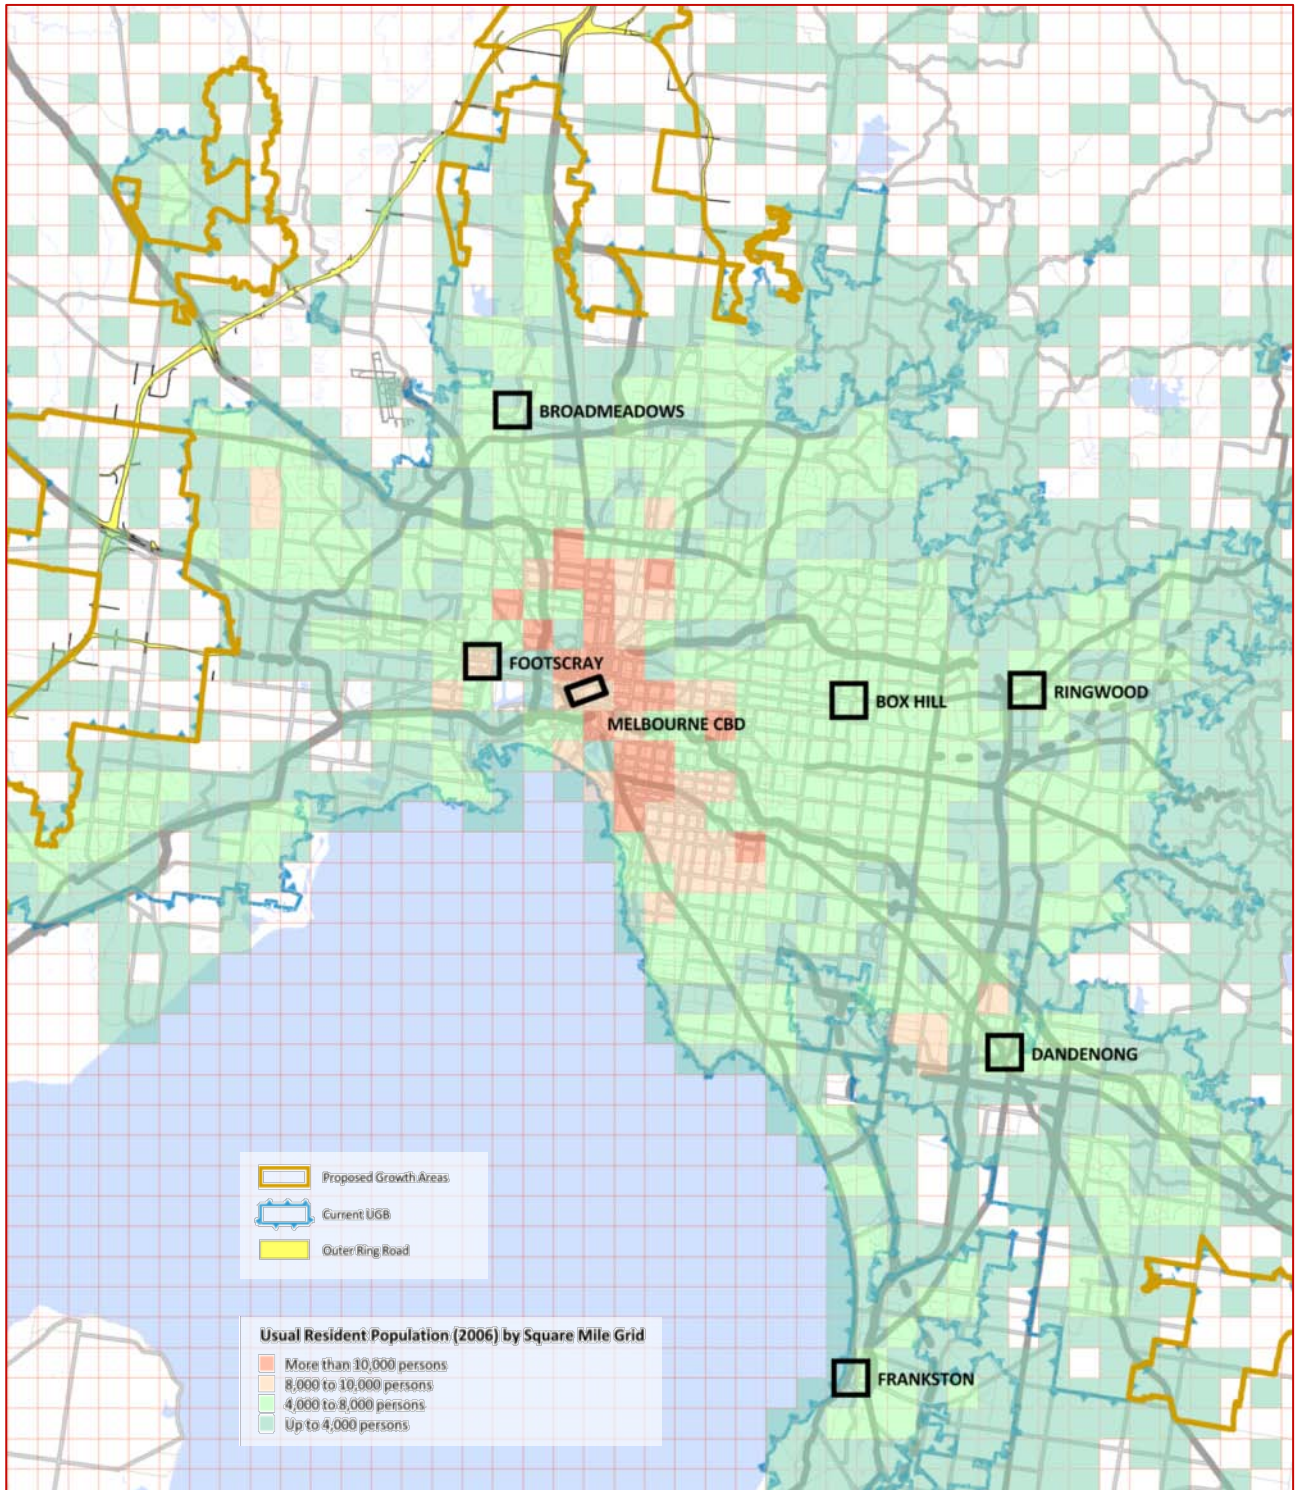 BROADMEADOWS
FOOTSCRAY
MELBOURNE CBD
BOX HILL
RINGWOOD
DANDENONG
Proposed Growth Areas
Current UGB
Outer Ring Road
Usual Resident Population (2006) by Square Mile Grid
More than 10,000 persons
8,000 to 10,000 persons
4,000 to 8,000 persons
Up to 4,000 persons
FRANKSTON